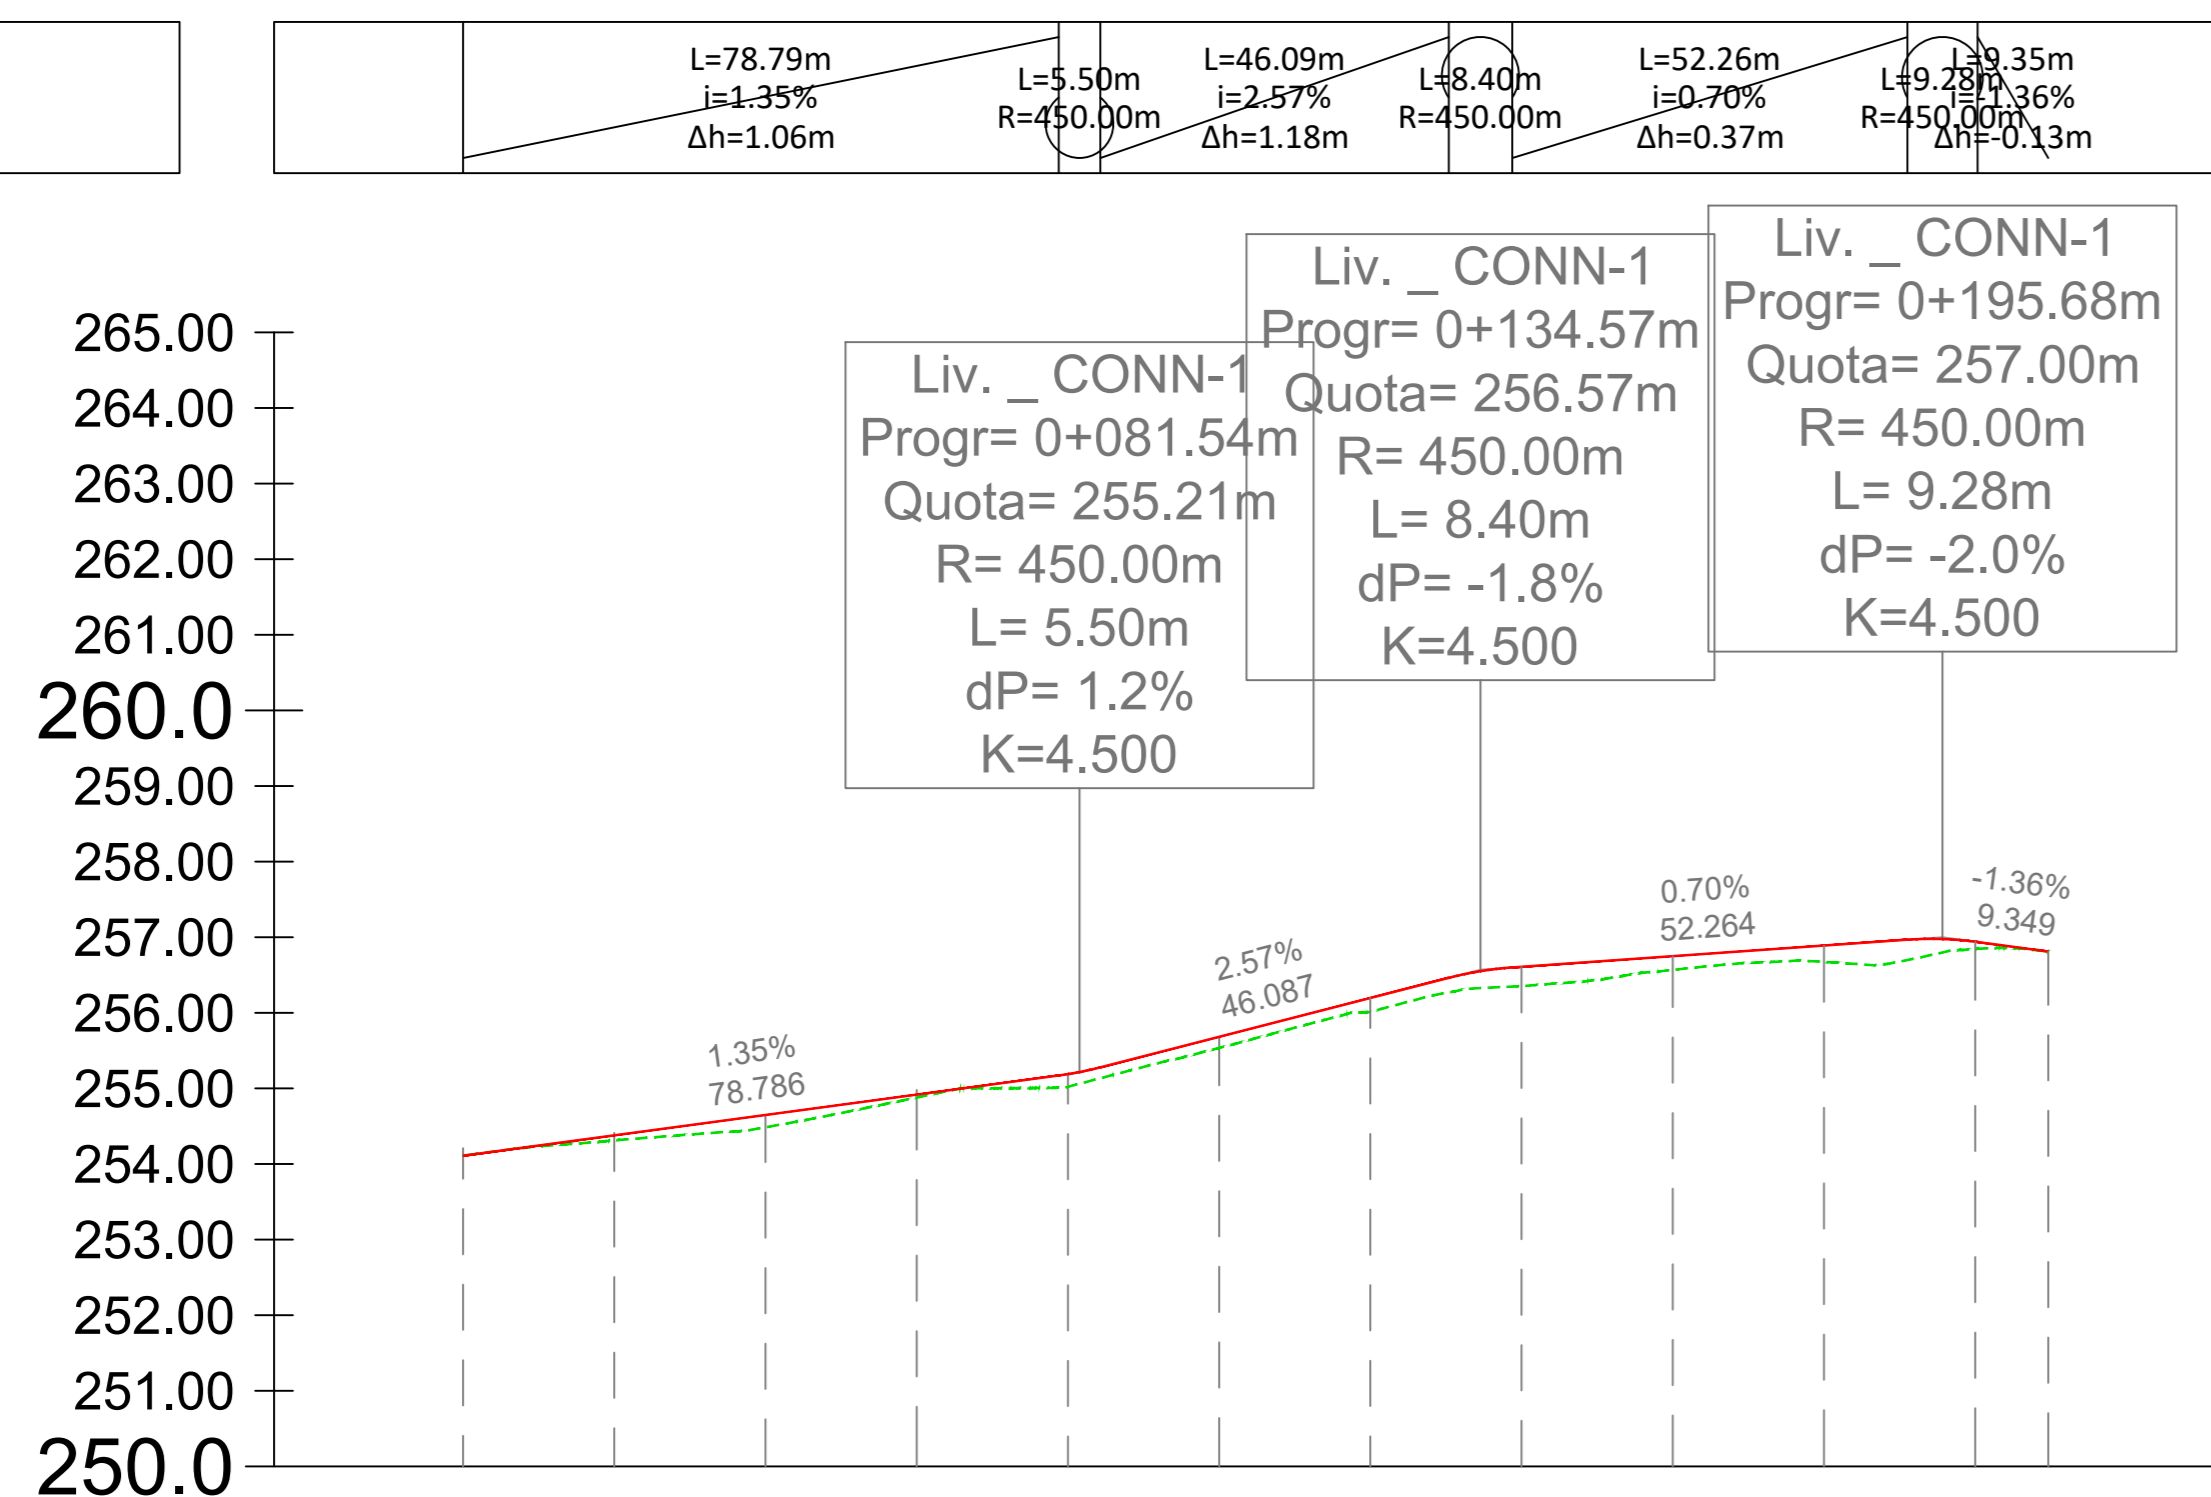 L=78.79m
i=1.35%
Δh=1.06m
L=5.50m
R=450.00m
L=46.09m
i=2.57%
Δh=1.18m
L=8.40m
R=450.00m
L=52.26m
i=0.70%
Δh=0.37m
L=9.28m
R=450.00m
L=9.35m
i=-1.36%
Δh=-0.13m
Liv. _ CONN-1
Progr= 0+081.54m
Quota= 255.21m
R= 450.00m
L= 5.50m
dP= 1.2%
K=4.500
Liv. _ CONN-1
Progr= 0+134.57m
Quota= 256.57m
R= 450.00m
L= 8.40m
dP= -1.8%
K=4.500
Liv. _ CONN-1
Progr= 0+195.68m
Quota= 257.00m
R= 450.00m
L= 9.28m
dP= -2.0%
K=4.500
265.00
264.00
263.00
262.00
261.00
260.0
259.00
258.00
257.00
256.00
255.00
254.00
253.00
252.00
251.00
250.0
1.35%
78.786
2.57%
46.087
0.70%
52.264
-1.36%
9.349